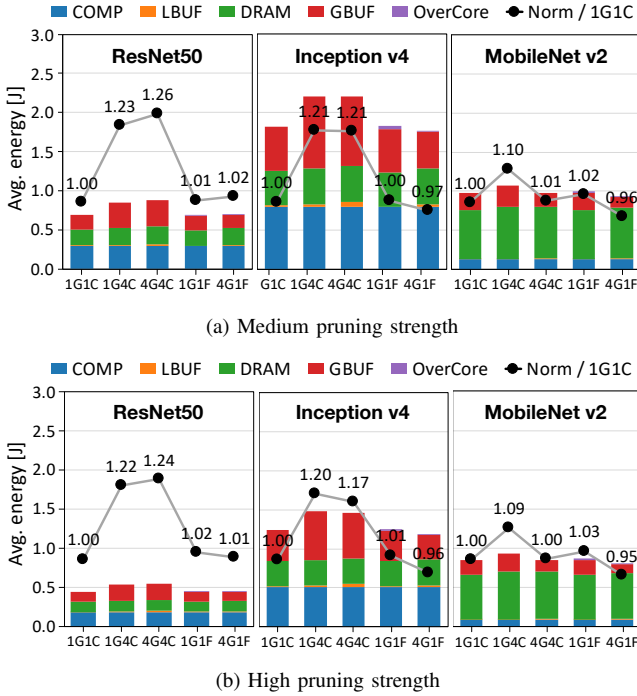 COMP LBUF DRAM GBUF OverCore Norm / 1G1C
Avg. energy [J]
3.0
2.5
2.0
1.5
1.0
0.5
0.0
ResNet50
1.00 1.23 1.26 1.01 1.02
1G1C 1G4C 4G4C 1G1F 4G1F
Inception v4
1.00 1.21 1.21 1.00 0.97
G1C 1G4C 4G4C 1G1F 4G1F
MobileNet v2
1.00 1.10 1.01 1.02 0.96
1G1C 1G4C 4G4C 1G1F 4G1F
(a) Medium pruning strength
COMP LBUF DRAM GBUF OverCore Norm / 1G1C
Avg. energy [J]
3.0
2.5
2.0
1.5
1.0
0.5
0.0
ResNet50
1.00 1.22 1.24 1.02 1.01
1G1C 1G4C 4G4C 1G1F 4G1F
Inception v4
1.00 1.20 1.17 1.01 0.96
1G1C 1G4C 4G4C 1G1F 4G1F
MobileNet v2
1.00 1.09 1.00 1.03 0.95
1G1C 1G4C 4G4C 1G1F 4G1F
(b) High pruning strength